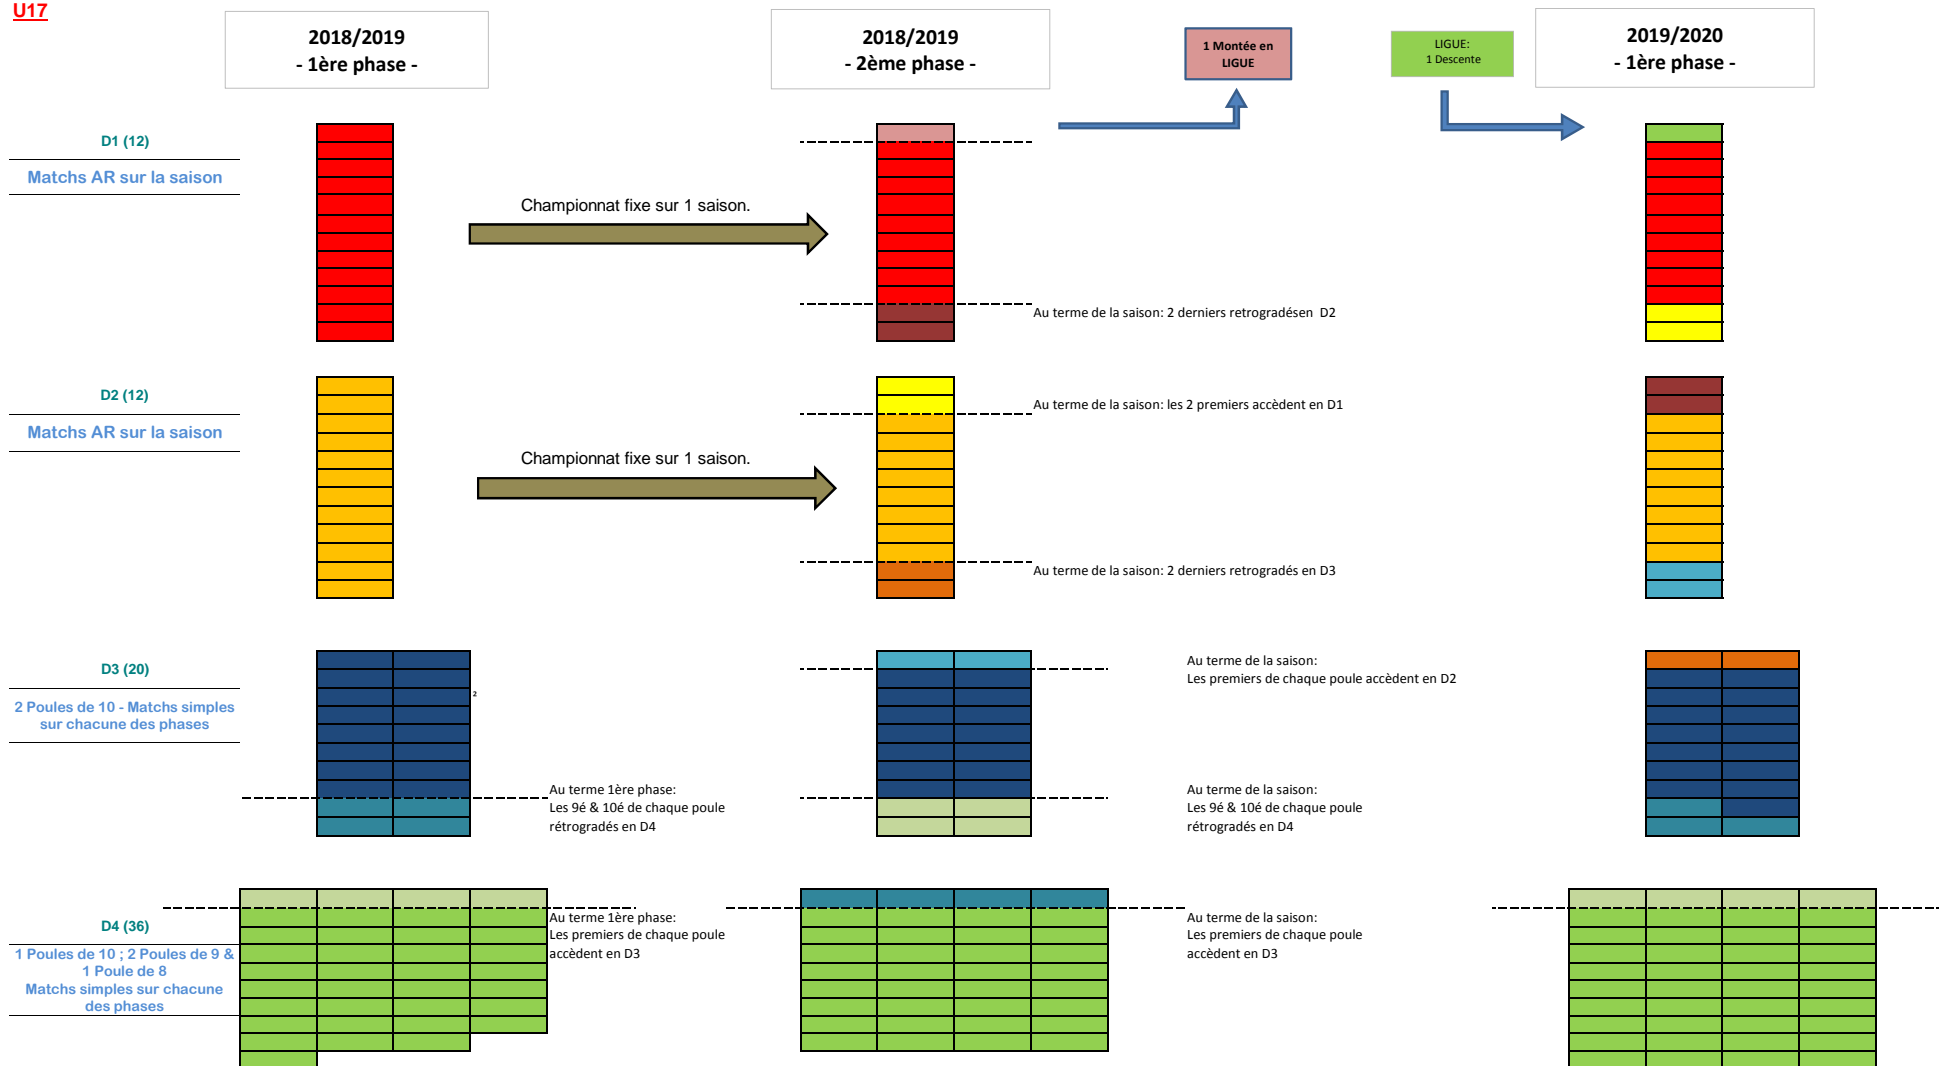 U17
2018/2019
- 1ère phase -
2018/2019
- 2ème phase -
1 Montée en
LIGUE
LIGUE:
1 Descente
2019/2020
- 1ère phase -
D1 (12)
Matchs AR sur la saison
Championnat fixe sur 1 saison.
Au terme de la saison: 2 derniers retrogradésen  D2
D2 (12)
Matchs AR sur la saison
Au terme de la saison: les 2 premiers accèdent en D1
Championnat fixe sur 1 saison.
Au terme de la saison: 2 derniers retrogradés en D3
D3 (20)
2 Poules de 10 - Matchs simples
sur chacune des phases
²
Au terme de la saison:
Les premiers de chaque poule accèdent en D2
Au terme 1ère phase:
Les 9é & 10é de chaque poule
rétrogradés en D4
Au terme de la saison:
Les 9é & 10é de chaque poule
rétrogradés en D4
D4 (36)
1 Poules de 10 ; 2 Poules de 9 &
1 Poule de 8
Matchs simples sur chacune
des phases
Au terme 1ère phase:
Les premiers de chaque poule
accèdent en D3
Au terme de la saison:
Les premiers de chaque poule
accèdent en D3